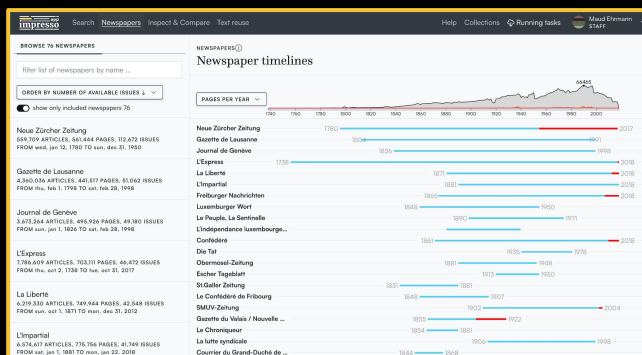 impresso app
Search Newspapers Inspect & Compare Text reuse
Help Collections Running tasks
Maud Ehrmann
STAFF
BROWSE 76 NEWSPAPERS
filter list of newspapers by name ...
ORDER BY NUMBER OF AVAILABLE ISSUES ↓
show only included newspapers 76
Neue Zürcher Zeitung
559,709 ARTICLES, 561,444 PAGES, 112,672 ISSUES
FROM wed, jan 12, 1780 TO sun, dec 31, 1950
Gazette de Lausanne
4,360,036 ARTICLES, 441,517 PAGES, 51,062 ISSUES
FROM thu, feb 1, 1798 TO sat, feb 28, 1998
Journal de Genève
3,673,264 ARTICLES, 495,926 PAGES, 49,180 ISSUES
FROM sun, jan 1, 1826 TO sat, feb 28, 1998
L'Express
7,786,609 ARTICLES, 703,111 PAGES, 46,472 ISSUES
FROM thu, oct 2, 1738 TO tue, oct 31, 2017
La Liberté
6,219,330 ARTICLES, 749,944 PAGES, 42,548 ISSUES
FROM sun, oct 1, 1871 TO mon, dec 31, 2012
L'Impartial
6,574,617 ARTICLES, 775,756 PAGES, 41,749 ISSUES
FROM sat, jan 1, 1881 TO mon, jan 22, 2018
NEWSPAPERS
Newspaper timelines
PAGES PER YEAR
66465
1740 1760 1780 1800 1820 1840 1860 1880 1900 1920 1940 1960 1980 2000
Neue Zürcher Zeitung 1780 2017
Gazette de Lausanne 1804 1991
Journal de Genève 1826 1998
L'Express 1738 2018
La Liberté 1871 2018
L'Impartial 1881 2018
Freiburger Nachrichten 1865 2018
Luxemburger Wort 1848 1950
Le Peuple, La Sentinelle 1890 1971
L'indépendance luxembourge...
Confédéré 1861 2018
Die Tat 1935 1978
Obermosel-Zeitung 1881 1948
Escher Tageblatt 1913 1950
St.Galler Zeitung 1831 1881
Le Confédéré de Fribourg 1848 1907
SMUV-Zeitung 1902 2004
Gazette du Valais / Nouvelle ... 1855 1922
Le Chroniqueur 1854 1881
La lutte syndicale 1906 1998
Courrier du Grand-Duché de ... 1844 1868